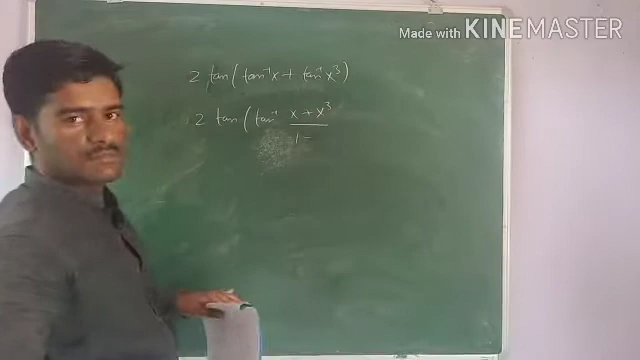 Made with KINEMASTER
2 tan(tan⁻¹x + tan⁻¹x³)
2 tan(tan⁻¹ x + x³
1 -